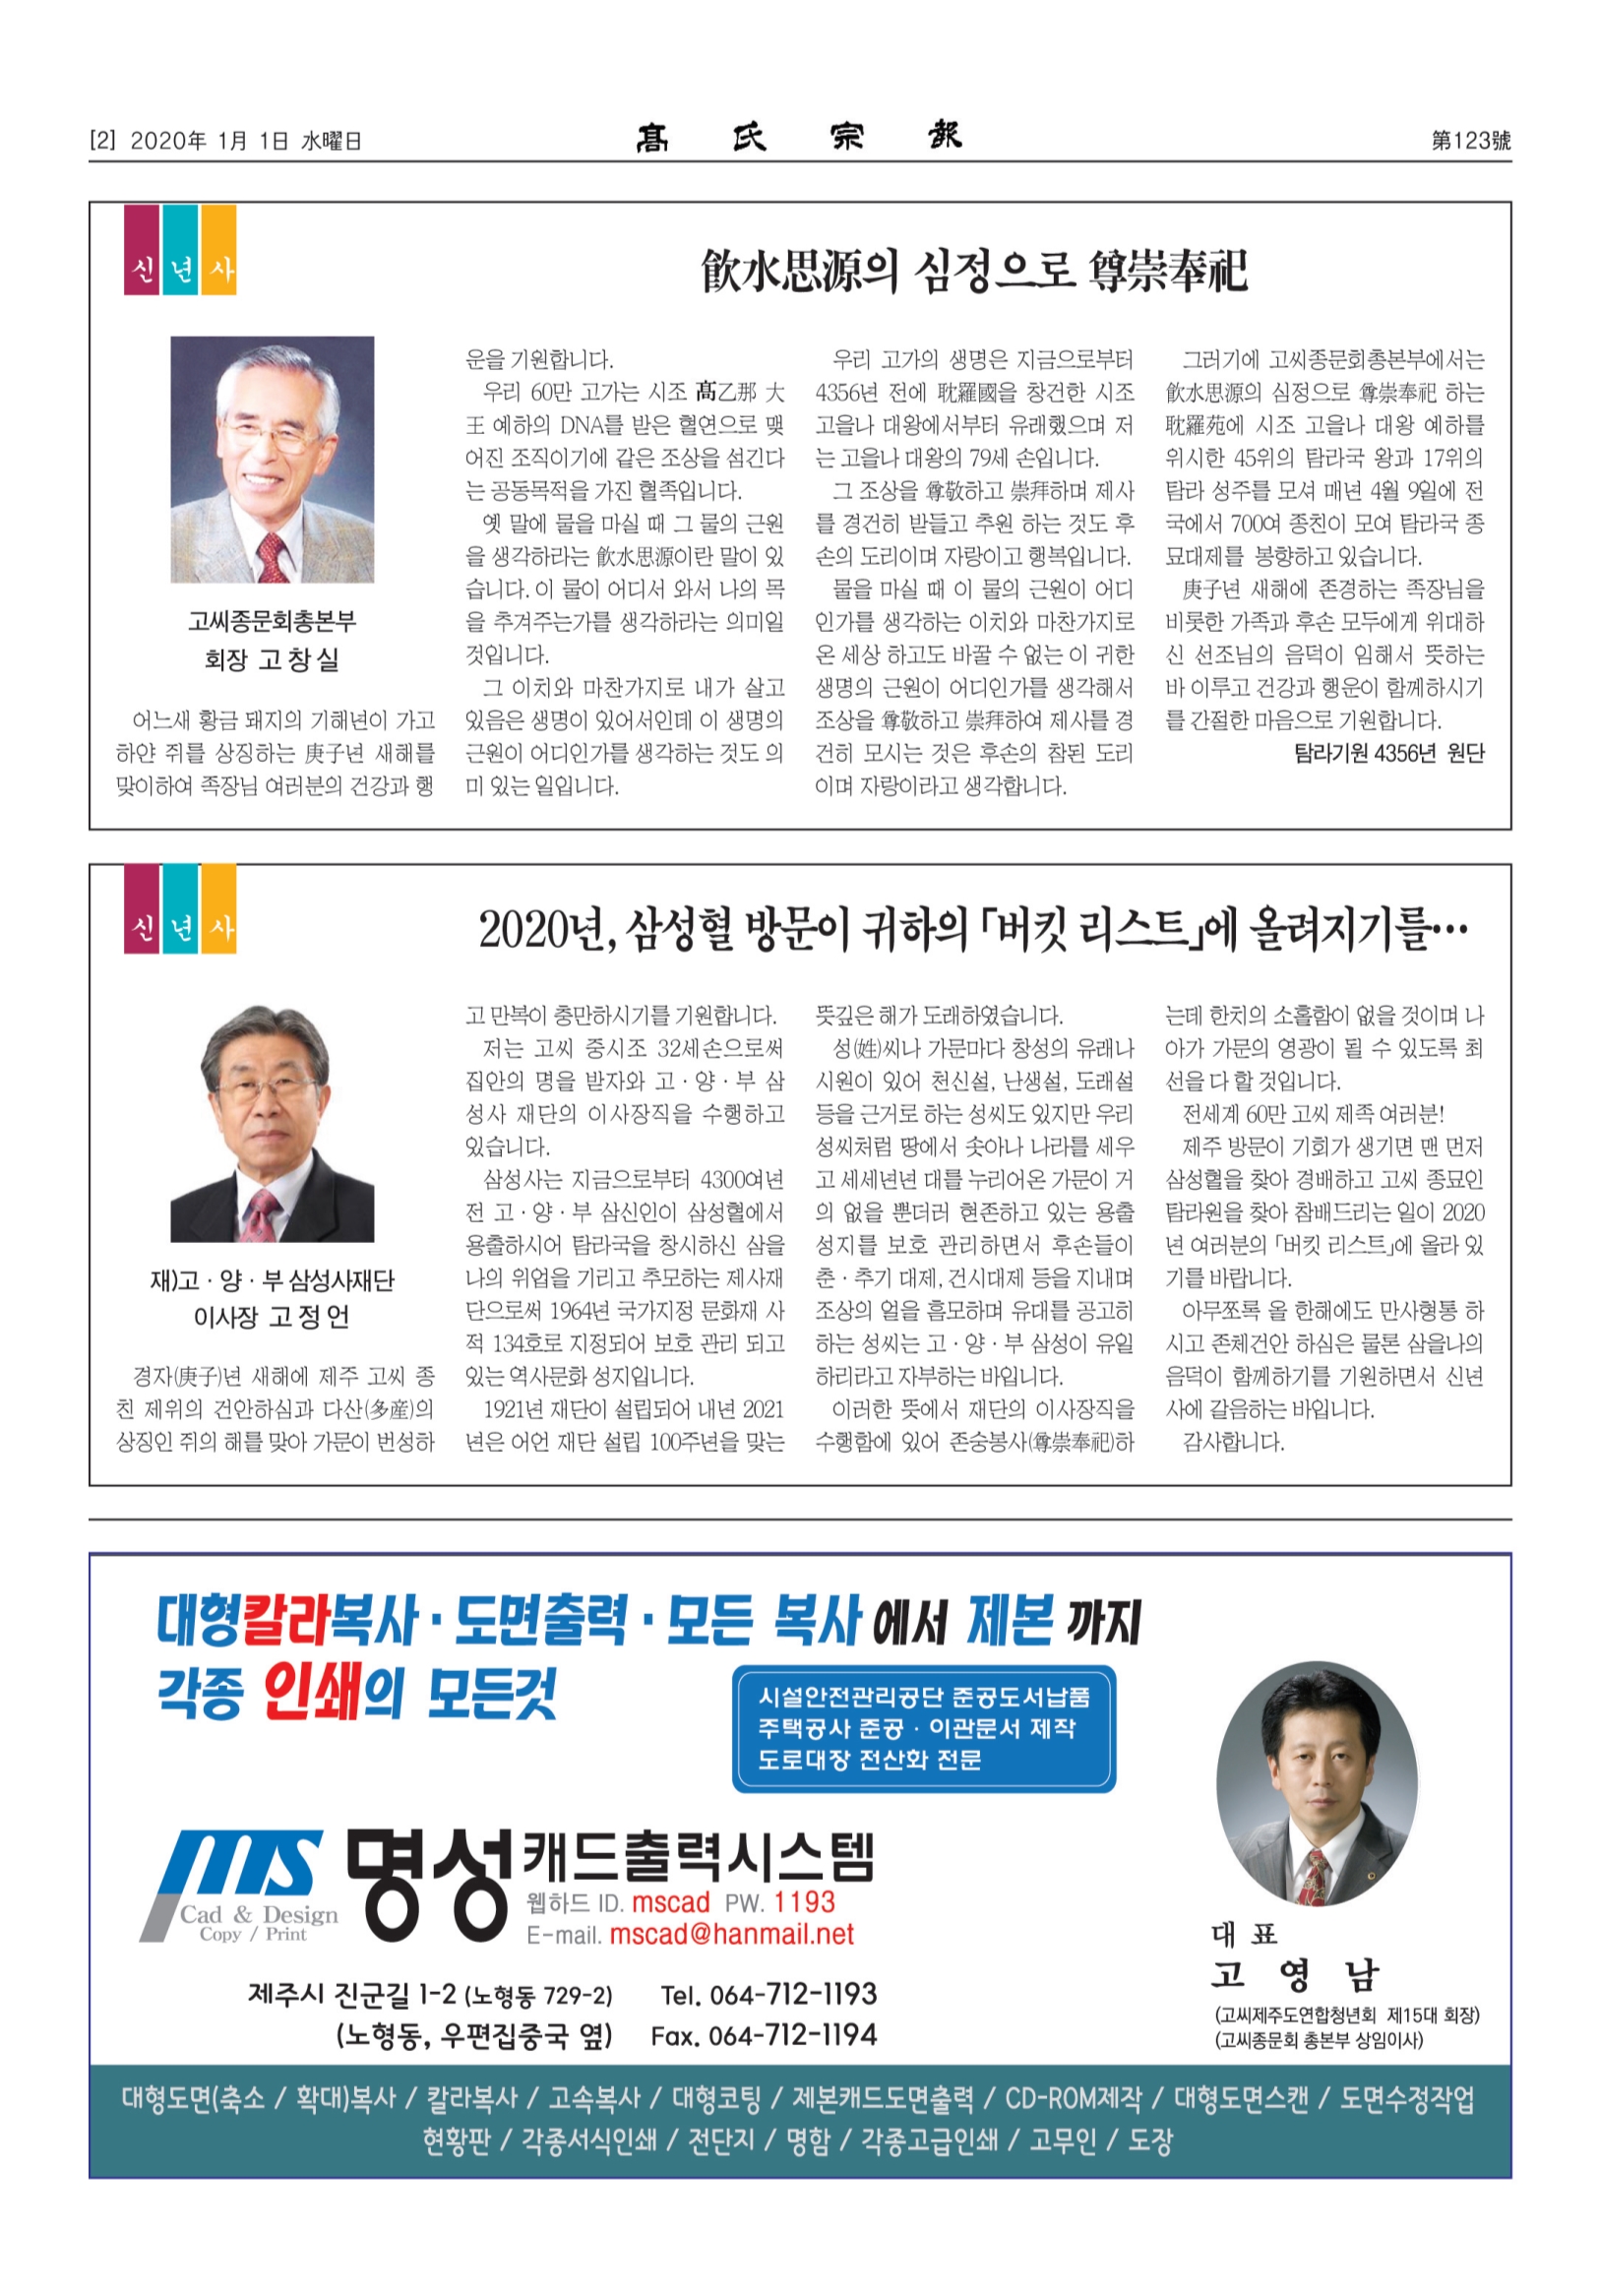 [2] 2020年 1月 1日 水曜日
髙氏宗報
第123號
신년사
飮水思源의 심정으로 尊崇奉祀
고씨종문회총본부
회장 고 창 실
어느새 황금 돼지의 기해년이 가고
하얀 쥐를 상징하는 庚子년 새해를
맞이하여 족장님 여러분의 건강과 행
운을 기원합니다.
우리 60만 고가는 시조 髙乙那 大
王 예하의 DNA를 받은 혈연으로 맺
어진 조직이기에 같은 조상을 섬긴다
는 공동목적을 가진 혈족입니다.
옛 말에 물을 마실 때 그 물의 근원
을 생각하라는 飮水思源이란 말이 있
습니다. 이 물이 어디서 와서 나의 목
을 추겨주는가를 생각하라는 의미일
것입니다.
그 이치와 마찬가지로 내가 살고
있음은 생명이 있어서인데 이 생명의
근원이 어디인가를 생각하는 것도 의
미 있는 일입니다.
우리 고가의 생명은 지금으로부터
4356년 전에 耽羅國을 창건한 시조
고을나 대왕에서부터 유래했으며 저
는 고을나 대왕의 79세 손입니다.
그 조상을 尊敬하고 崇拜하며 제사
를 경건히 받들고 추원 하는 것도 후
손의 도리이며 자랑이고 행복입니다.
물을 마실 때 이 물의 근원이 어디
인가를 생각하는 이치와 마찬가지로
온 세상 하고도 바꿀 수 없는 이 귀한
생명의 근원이 어디인가를 생각해서
조상을 尊敬하고 崇拜하여 제사를 경
건히 모시는 것은 후손의 참된 도리
이며 자랑이라고 생각합니다.
그러기에 고씨종문회총본부에서는
飮水思源의 심정으로 尊崇奉祀 하는
耽羅苑에 시조 고을나 대왕 예하를
위시한 45위의 탐라국 왕과 17위의
탐라 성주를 모셔 매년 4월 9일에 전
국에서 700여 종친이 모여 탐라국 종
묘대제를 봉향하고 있습니다.
庚子년 새해에 존경하는 족장님을
비롯한 가족과 후손 모두에게 위대하
신 선조님의 음덕이 임해서 뜻하는
바 이루고 건강과 행운이 함께하시기
를 간절한 마음으로 기원합니다.
탐라기원 4356년 원단
신년사
2020년, 삼성혈 방문이 귀하의 「버킷 리스트」에 올려지기를…
재)고 · 양 · 부 삼성사재단
이사장 고 정 언
경자(庚子)년 새해에 제주 고씨 종
친 제위의 건안하심과 다산(多産)의
상징인 쥐의 해를 맞아 가문이 번성하
고 만복이 충만하시기를 기원합니다.
저는 고씨 중시조 32세손으로써
집안의 명을 받자와 고 · 양 · 부 삼
성사 재단의 이사장직을 수행하고
있습니다.
삼성사는 지금으로부터 4300여년
전 고 · 양 · 부 삼신인이 삼성혈에서
용출하시어 탐라국을 창시하신 삼을
나의 위업을 기리고 추모하는 제사재
단으로써 1964년 국가지정 문화재 사
적 134호로 지정되어 보호 관리 되고
있는 역사문화 성지입니다.
1921년 재단이 설립되어 내년 2021
년은 어언 재단 설립 100주년을 맞는
뜻깊은 해가 도래하였습니다.
성(姓)씨나 가문마다 창성의 유래나
시원이 있어 천신설, 난생설, 도래설
등을 근거로 하는 성씨도 있지만 우리
성씨처럼 땅에서 솟아나 나라를 세우
고 세세년년 대를 누리어온 가문이 거
의 없을 뿐더러 현존하고 있는 용출
성지를 보호 관리하면서 후손들이
춘 · 추기 대제, 건시대제 등을 지내며
조상의 얼을 흠모하며 유대를 공고히
하는 성씨는 고 · 양 · 부 삼성이 유일
하리라고 자부하는 바입니다.
이러한 뜻에서 재단의 이사장직을
수행함에 있어 존숭봉사(尊崇奉祀)하
는데 한치의 소홀함이 없을 것이며 나
아가 가문의 영광이 될 수 있도록 최
선을 다 할 것입니다.
전세계 60만 고씨 제족 여러분!
제주 방문이 기회가 생기면 맨 먼저
삼성혈을 찾아 경배하고 고씨 종묘인
탐라원을 찾아 참배드리는 일이 2020
년 여러분의 「버킷 리스트」에 올라 있
기를 바랍니다.
아무쪼록 올 한해에도 만사형통 하
시고 존체건안 하심은 물론 삼을나의
음덕이 함께하기를 기원하면서 신년
사에 갈음하는 바입니다.
감사합니다.
대형칼라복사 · 도면출력 · 모든 복사 에서 제본 까지
각종 인쇄의 모든것
시설안전관리공단 준공도서납품
주택공사 준공 · 이관문서 제작
도로대장 전산화 전문
ms
Cad & Design
Copy / Print
명성 캐드출력시스템
웹하드 ID. mscad PW. 1193
E-mail. mscad@hanmail.net
제주시 진군길 1-2 (노형동 729-2) Tel. 064-712-1193
(노형동, 우편집중국 옆) Fax. 064-712-1194
대 표
고 영 남
(고씨제주도연합청년회 제15대 회장)
(고씨종문회 총본부 상임이사)
대형도면(축소 / 확대)복사 / 칼라복사 / 고속복사 / 대형코팅 / 제본캐드도면출력 / CD-ROM제작 / 대형도면스캔 / 도면수정작업
현황판 / 각종서식인쇄 / 전단지 / 명함 / 각종고급인쇄 / 고무인 / 도장